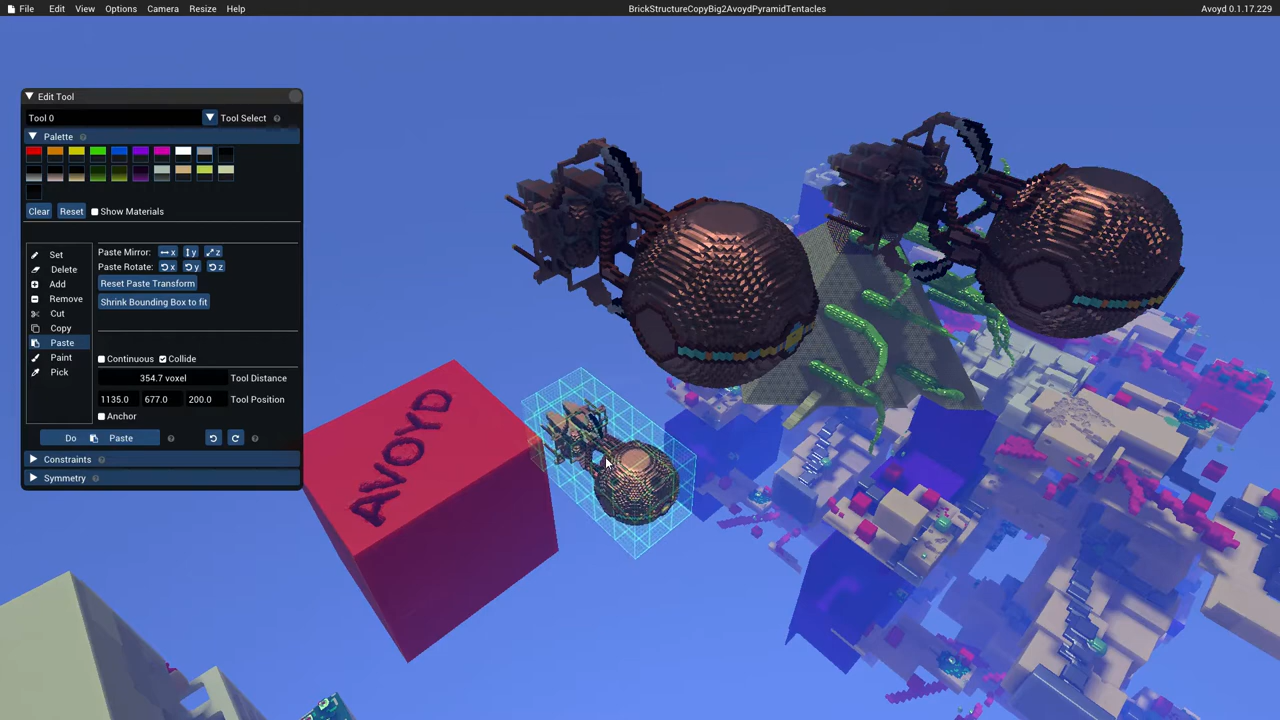 File Edit View Options Camera Resize Help BrickStructureCopyBig2AvoydPyramidTentacles Avoyd 0.1.17.229
Edit Tool
Tool 0 Tool Select ?
Palette ?
Clear Reset Show Materials
Set
Delete
Add
Remove
Cut
Copy
Paste
Paint
Pick
Paste Mirror: x y z
Paste Rotate: x y z
Reset Paste Transform
Shrink Bounding Box to fit
Continuous Collide
354.7 voxel Tool Distance
1135.0 677.0 200.0 Tool Position
Anchor
Do Paste ? ?
Constraints ?
Symmetry ?
AVOYD